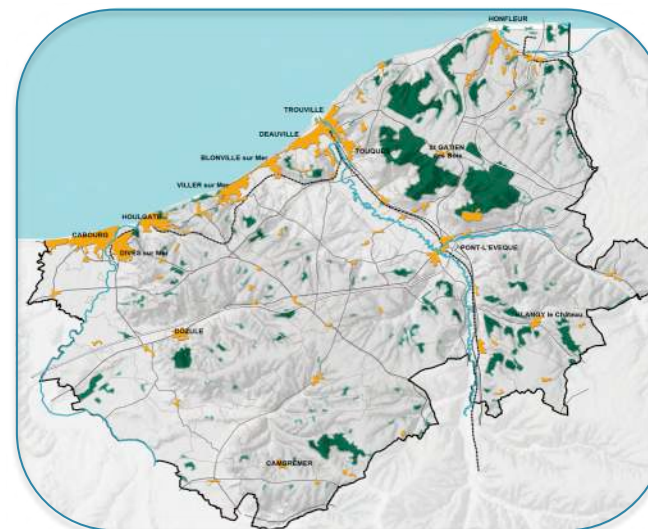 HONFLEUR
TROUVILLE
DEAUVILLE
TOUQUES
St GATIEN
des Bois
BLONVILLE sur Mer
VILLER sur Mer
HOULGATE
CABOURG
DIVES sur Mer
PONT-L'EVEQUE
BLANGY le Château
DOZULE
CAMBREMER